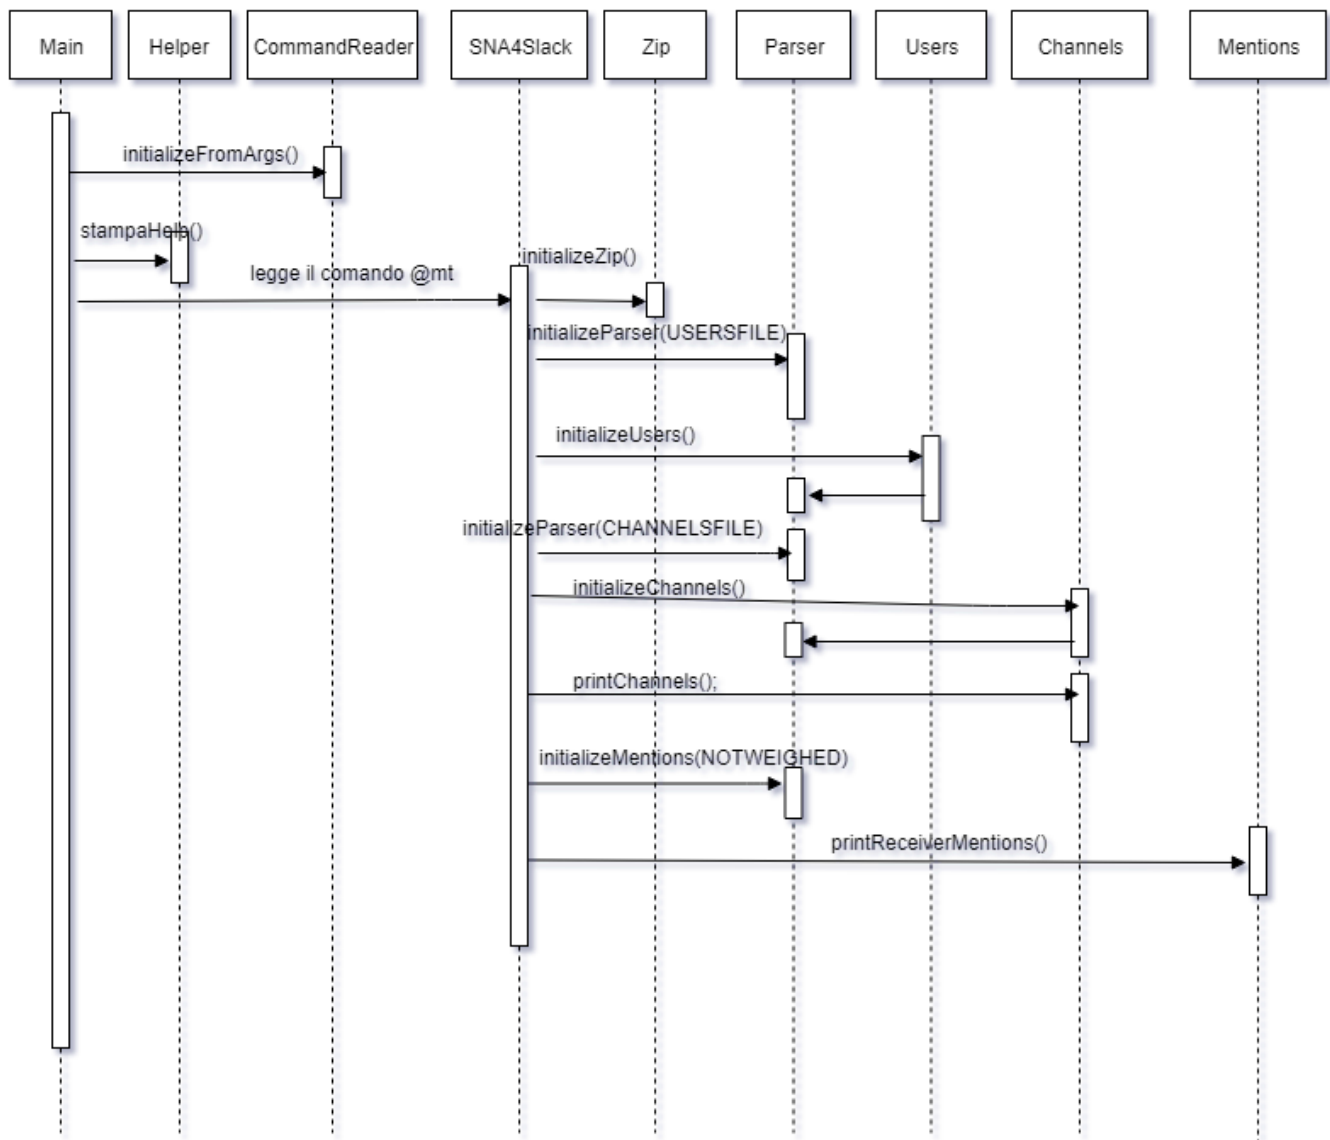 Main
Helper
CommandReader
SNA4Slack
Zip
Parser
Users
Channels
Mentions
initializeFromArgs()
stampaHelp()
initializeZip()
legge il comando @mt
initializeParser(USERSFILE)
initializeUsers()
initializeParser(CHANNELSFILE)
initializeChannels()
printChannels();
initializeMentions(NOTWEIGHED)
printReceiverMentions()